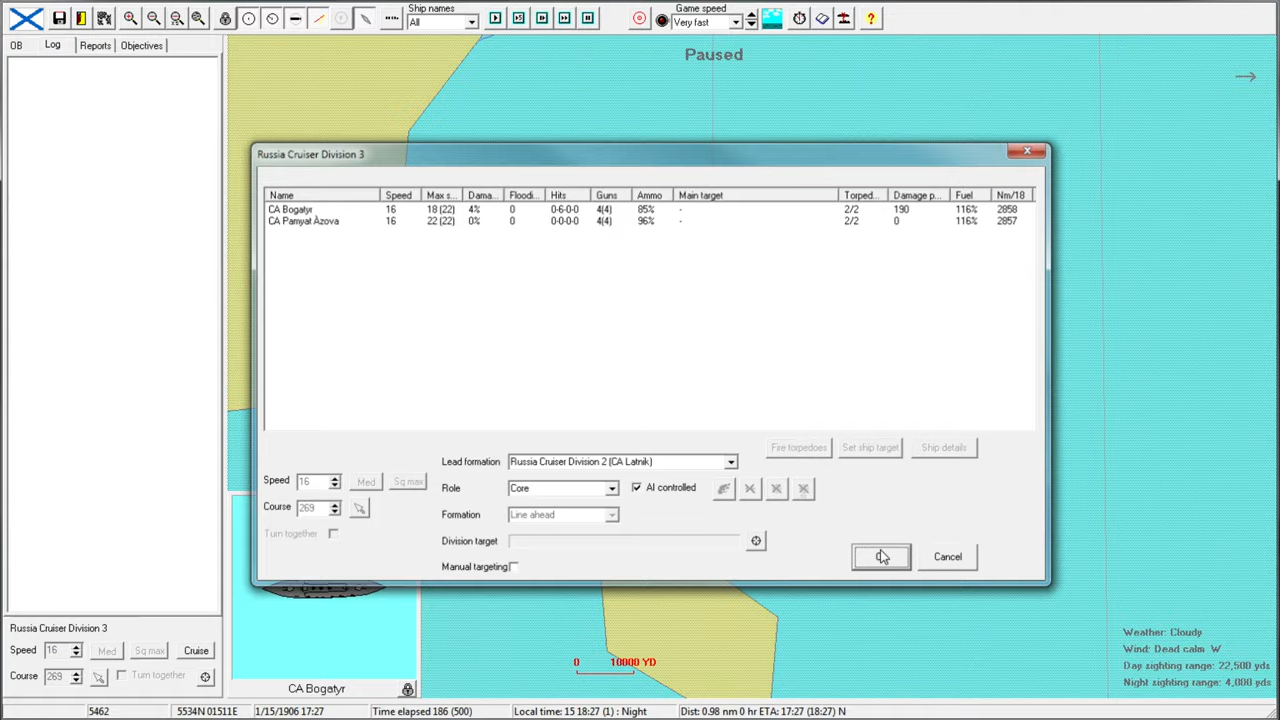 Ship names
All
Game speed
Very fast
OB Log Reports Objectives
Paused
Russia Cruiser Division 3
Name Speed Max s... Dama... Floodi... Hits Guns Ammo Main target Torped... Damage p... Fuel Nm/18
CA Bogatyr 16 18 (22) 4% 0 0-6-0-0 4(4) 85% - 2/2 190 116% 2858
CA Pamyat Àzova 16 22 (22) 0% 0 0-0-0-0 4(4) 96% - 2/2 0 116% 2857
Fire torpedoes Set ship target Ship details
Lead formation Russia Cruiser Division 2 (CA Latnik)
Speed 16 Med Sq max
Role Core AI controlled
Course 269
Formation Line ahead
Turn together
Division target
Cancel
Manual targeting
Russia Cruiser Division 3
Speed 16 Med Sq max Cruise
Course 269 Turn together
CA Bogatyr
0 10000 YD
Weather: Cloudy
Wind: Dead calm W
Day sighting range: 22,500 yds
Night sighting range: 4,000 yds
5462 5534N 01511E 1/15/1906 17:27 Time elapsed 186 (500) Local time: 15 18:27 (1) : Night Dist: 0.98 nm 0 hr ETA: 17:27 (18:27) N